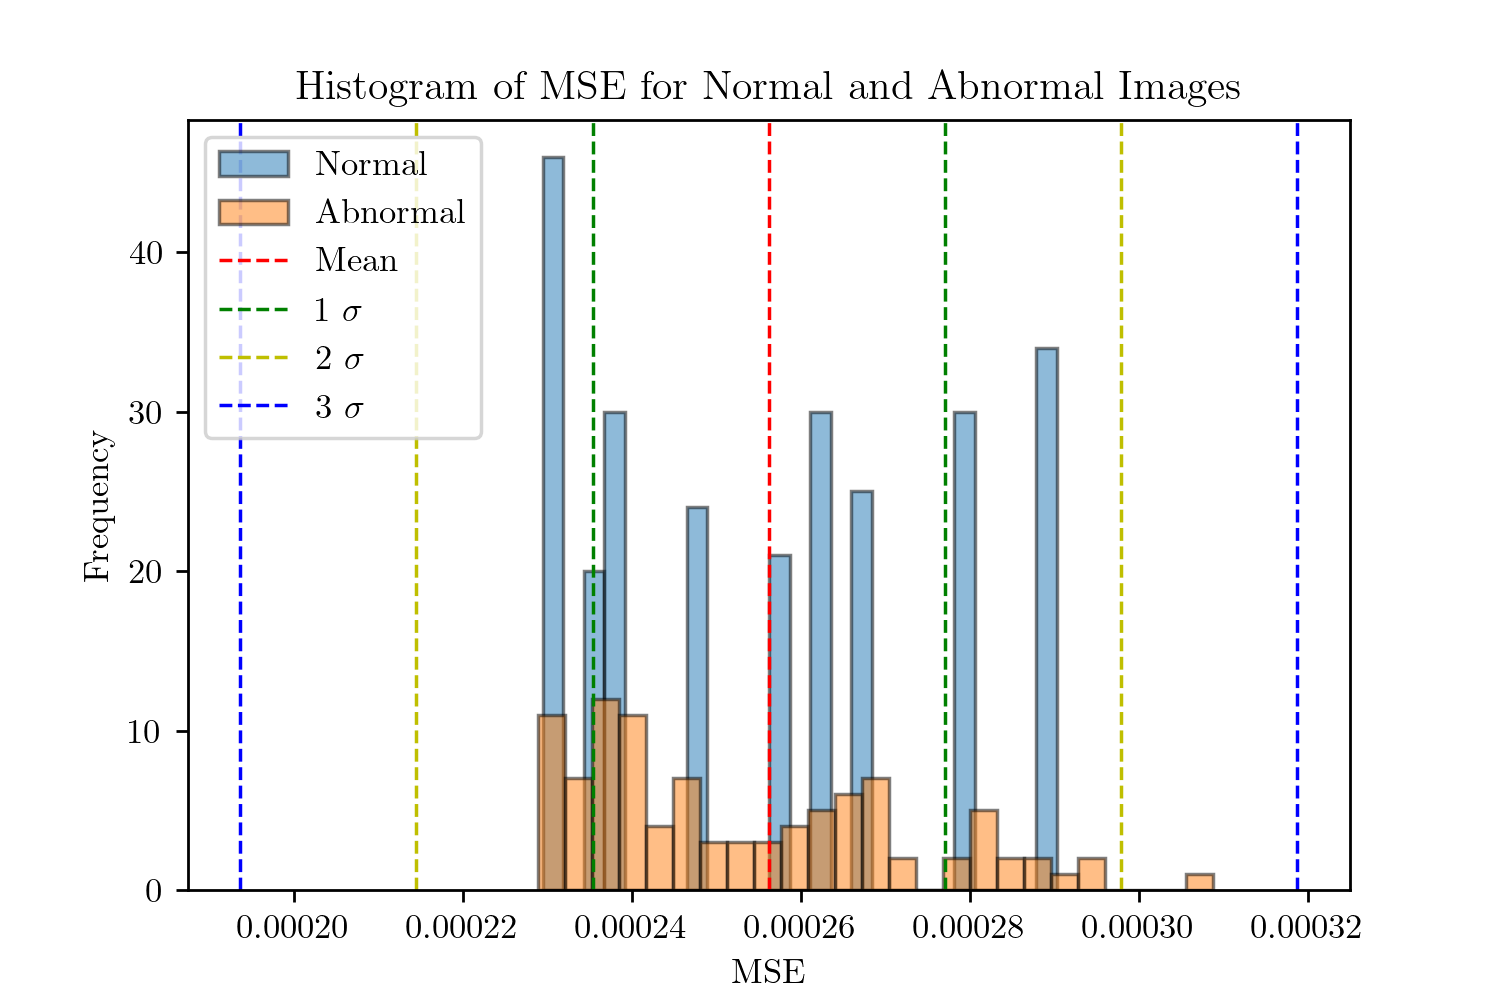 Histogram of MSE for Normal and Abnormal Images
Normal
Abnormal
Mean
1 σ
2 σ
3 σ
Frequency
40
30
20
10
0
0.00020 0.00022 0.00024 0.00026 0.00028 0.00030 0.00032
MSE